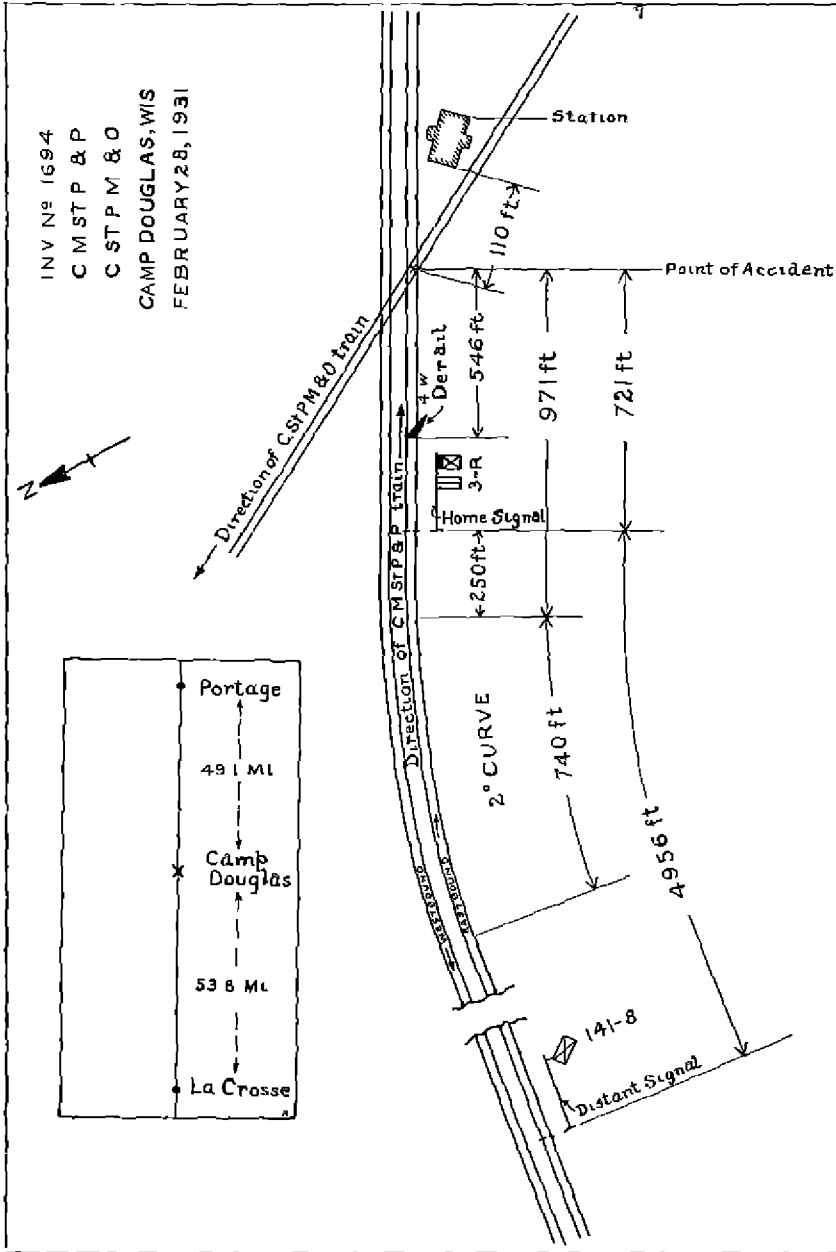 INV Nº 1694
C M ST P & P
C ST P M & O
CAMP DOUGLAS, WIS
FEBRUARY 28, 1931
Station
110 ft
Point of Accident
Direction of C.St P M & O train
4 W
Derail
546 ft
971 ft
721 ft
N
3-R
Home Signal
250 ft
Direction of C M St P & P train
2° CURVE
740 ft
4956 ft
WESTBOUND
EASTBOUND
141-8
Distant Signal
Portage
49 1 Mi
Camp
Douglas
53 8 Mi
La Crosse